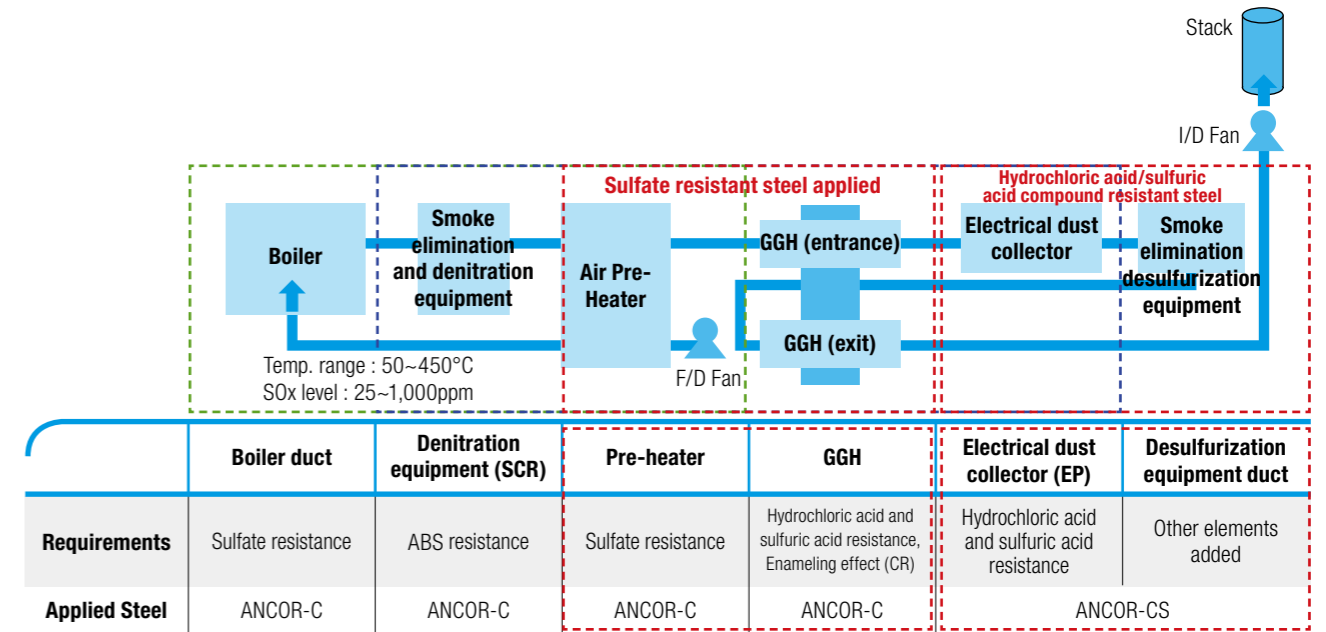 Stack
I/D Fan
Sulfate resistant steel applied
Hydrochloric acid/sulfuric
acid compound resistant steel
Boiler
Smoke
elimination
and denitration
equipment
Air Pre-
Heater
GGH (entrance)
Electrical dust
collector
Smoke
elimination
desulfurization
equipment
GGH (exit)
F/D Fan
Temp. range : 50~450°C
SOx level : 25~1,000ppm
Boiler duct
Denitration
equipment (SCR)
Pre-heater
GGH
Electrical dust
collector (EP)
Desulfurization
equipment duct
Requirements
Sulfate resistance
ABS resistance
Sulfate resistance
Hydrochloric acid and
sulfuric acid resistance,
Enameling effect (CR)
Hydrochloric acid
and sulfuric acid
resistance
Other elements
added
Applied Steel
ANCOR-C
ANCOR-C
ANCOR-C
ANCOR-C
ANCOR-CS